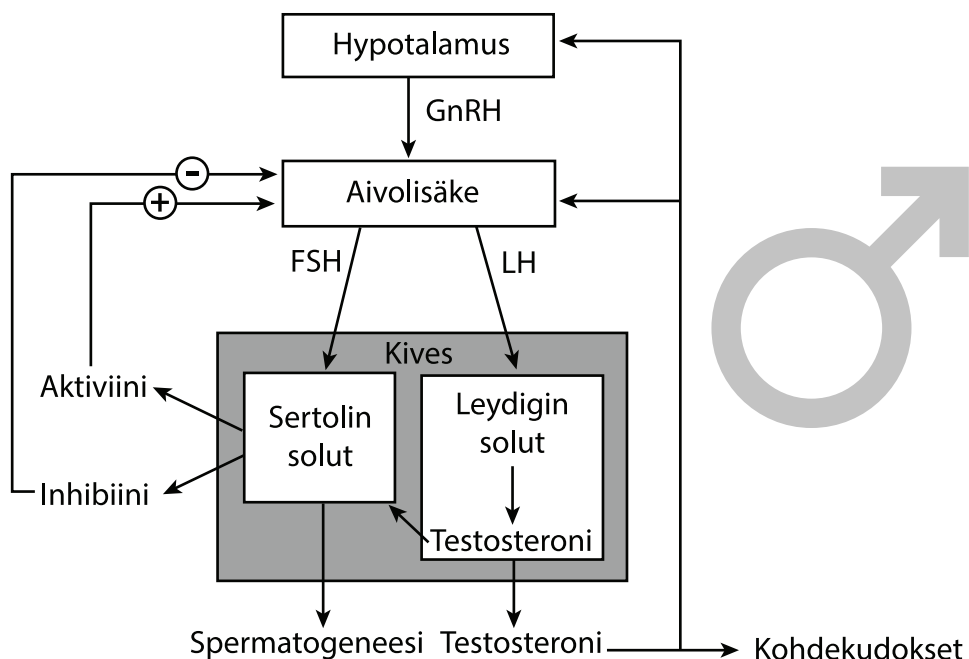 Hypotalamus
GnRH
-
Aivolisäke
+
FSH
LH
Kives
Aktiviini
Sertolin
solut
Leydigin
solut
Inhibiini
Testosteroni
Spermatogeneesi
Testosteroni
Kohdekudokset